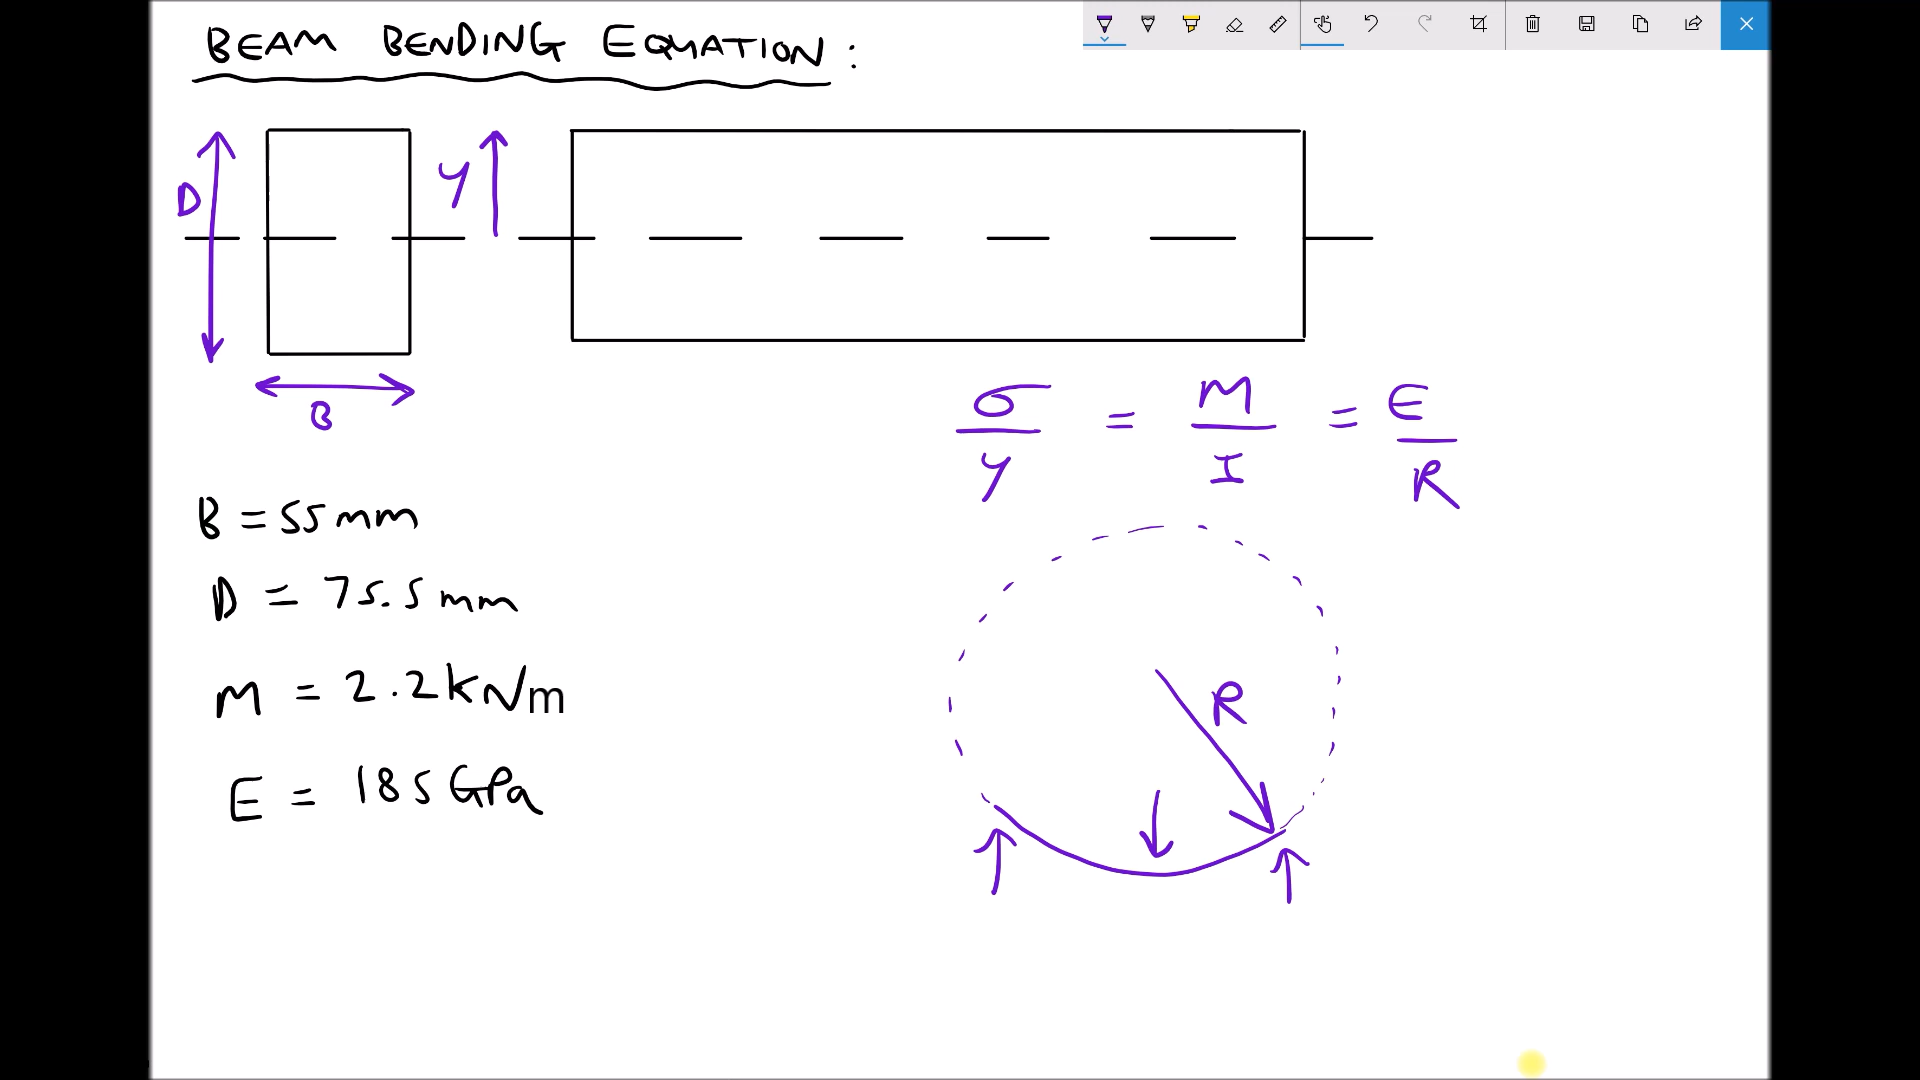 BEAM BENDING EQUATION:
D
Y
B
σ/Y = M/I = E/R
B = 55mm
D = 75.5mm
M = 2.2kNm
E = 185GPa
R